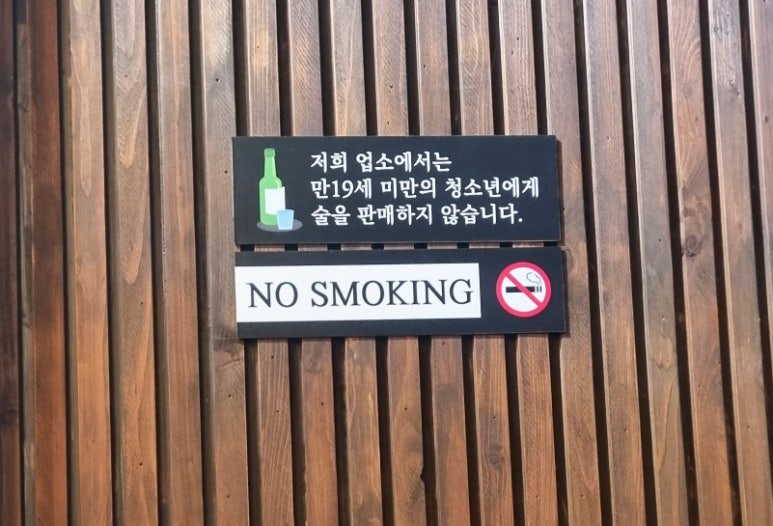 저희 업소에서는
만19세 미만의 청소년에게
술을 판매하지 않습니다.
NO SMOKING